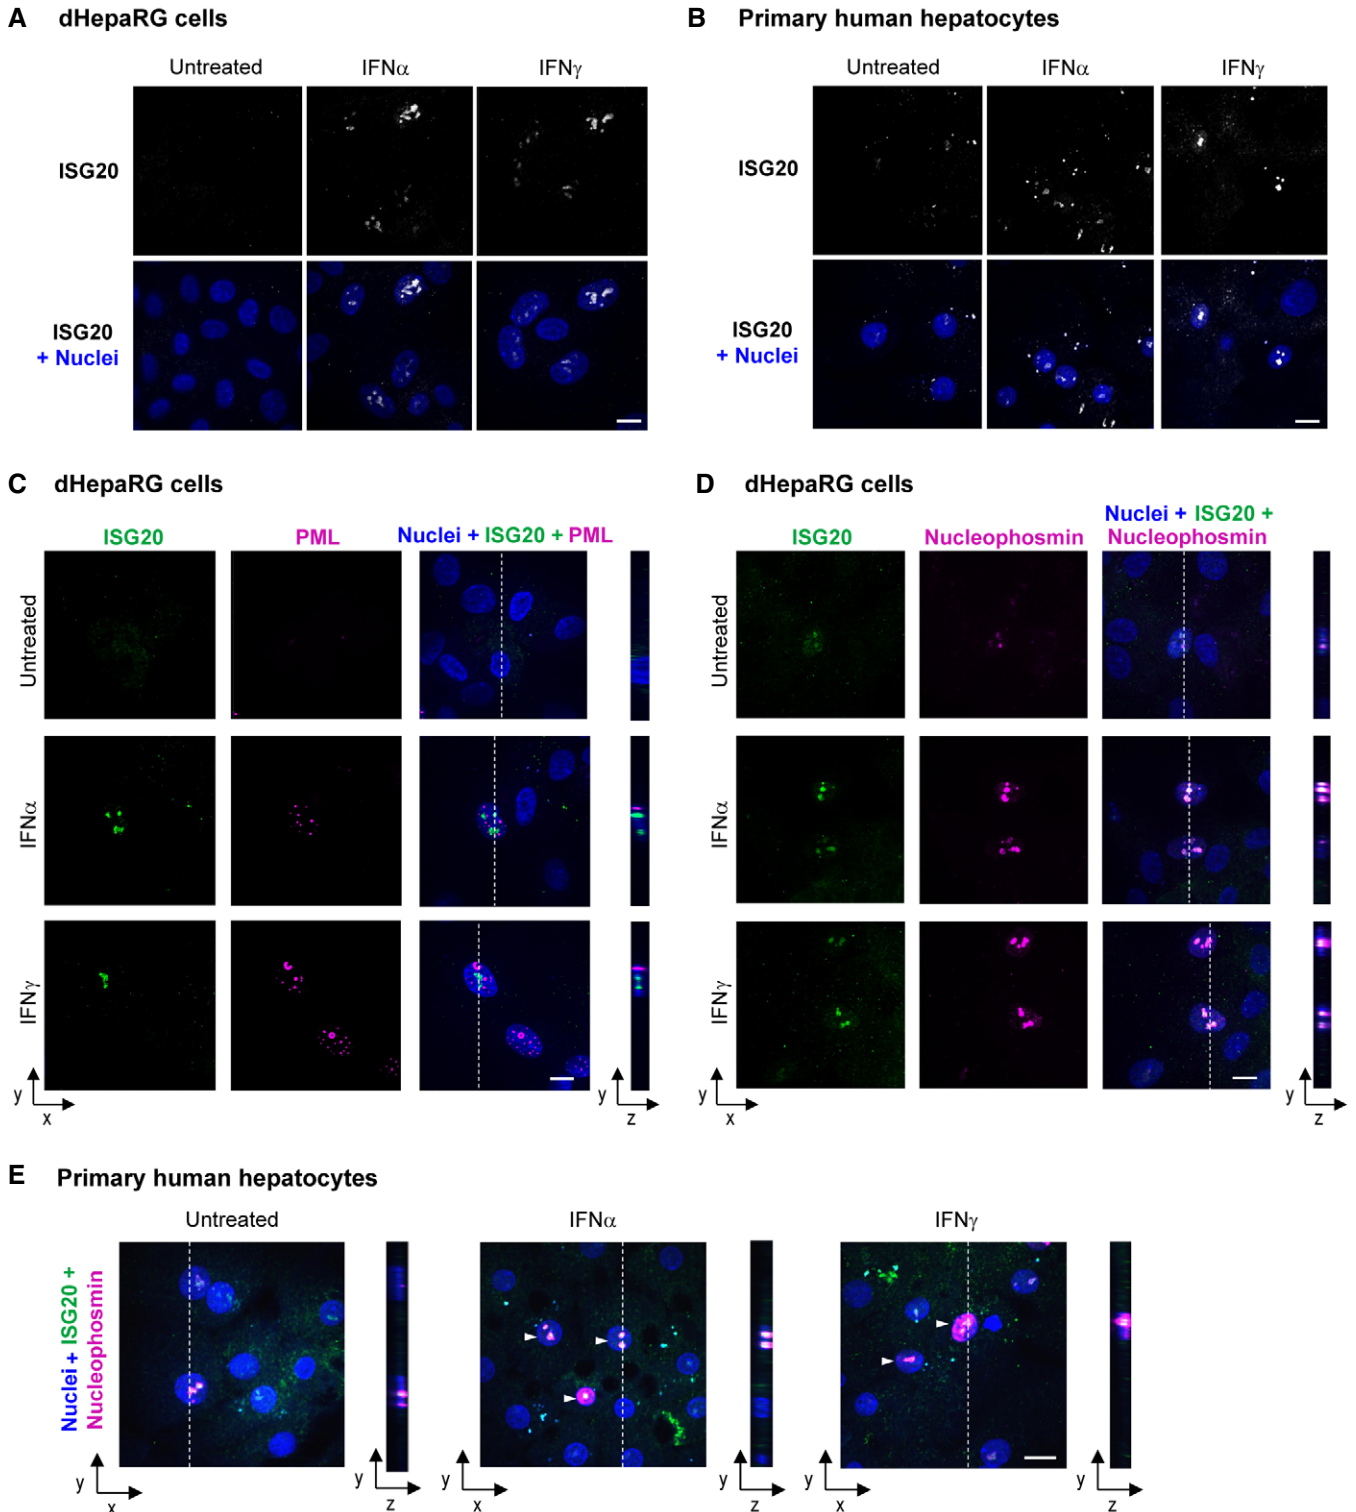 A dHepaRG cells
Untreated IFNα IFNγ
ISG20
ISG20
+ Nuclei
B Primary human hepatocytes
Untreated IFNα IFNγ
ISG20
ISG20
+ Nuclei
C dHepaRG cells
ISG20 PML Nuclei + ISG20 + PML
Untreated
IFNα
IFNγ
y
x
y
z
D dHepaRG cells
ISG20 Nucleophosmin Nuclei + ISG20 +
Nucleophosmin
Untreated
IFNα
IFNγ
y
x
y
z
E Primary human hepatocytes
Untreated IFNα IFNγ
Nuclei + ISG20 +
Nucleophosmin
y
x
y
z
y
x
y
z
y
x
y
z